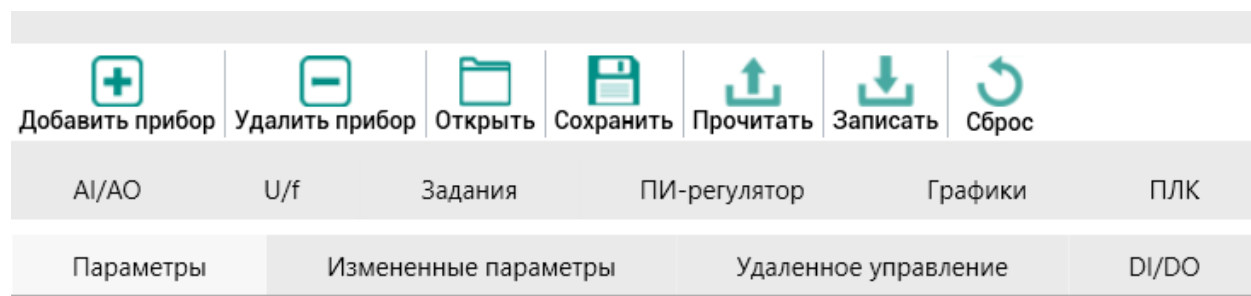 Добавить прибор Удалить прибор Открыть Сохранить Прочитать Записать Сброс
AI/AO U/f Задания ПИ-регулятор Графики ПЛК
Параметры Измененные параметры Удаленное управление DI/DO